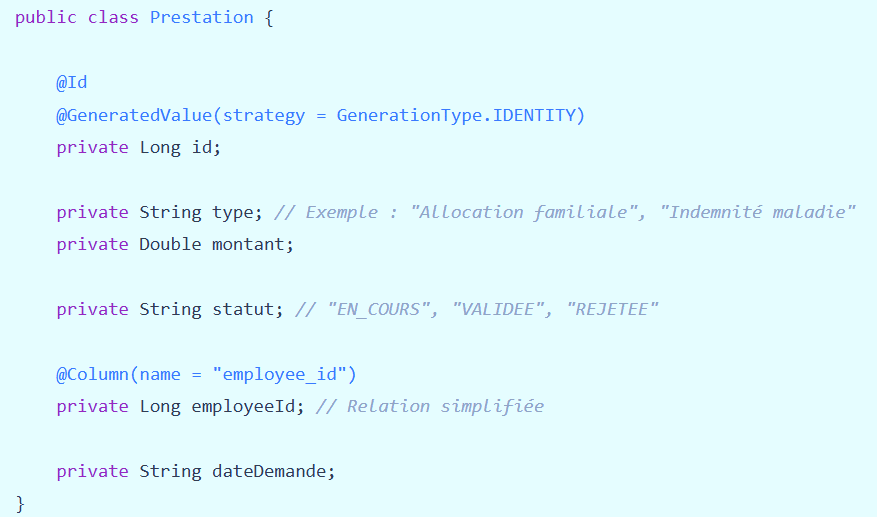 public class Prestation {
@Id
@GeneratedValue(strategy = GenerationType.IDENTITY)
private Long id;
private String type; // Exemple : "Allocation familiale", "Indemnité maladie"
private Double montant;
private String statut; // "EN_COURS", "VALIDEE", "REJETEE"
@Column(name = "employee_id")
private Long employeeId; // Relation simplifiée
private String dateDemande;
}